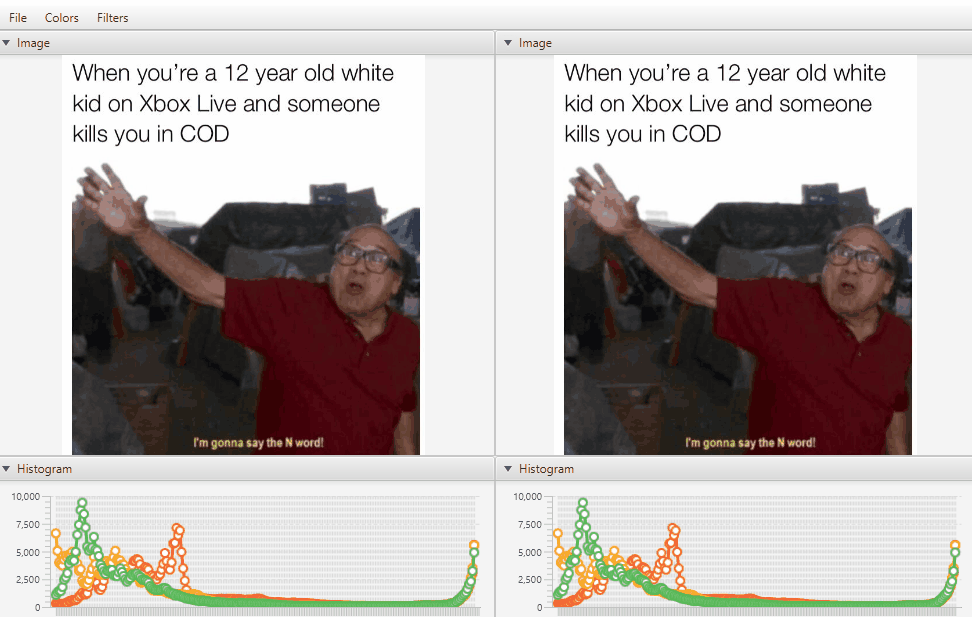 File Colors Filters
Image
Image
When you're a 12 year old white
kid on Xbox Live and someone
kills you in COD
I'm gonna say the N word!
When you're a 12 year old white
kid on Xbox Live and someone
kills you in COD
I'm gonna say the N word!
Histogram
10,000
7,500
5,000
2,500
0
Histogram
10,000
7,500
5,000
2,500
0